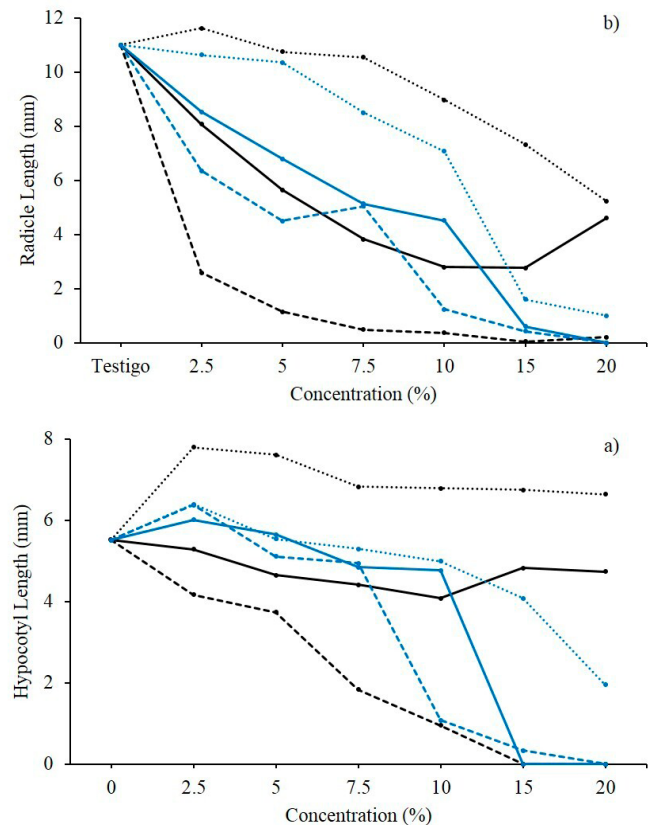 b)
12
10
8
6
4
2
0
Radicle Length (mm)
Testigo 2.5 5 7.5 10 15 20
Concentration (%)
a)
8
6
4
2
0
Hypocotyl Length (mm)
0 2.5 5 7.5 10 15 20
Concentration (%)